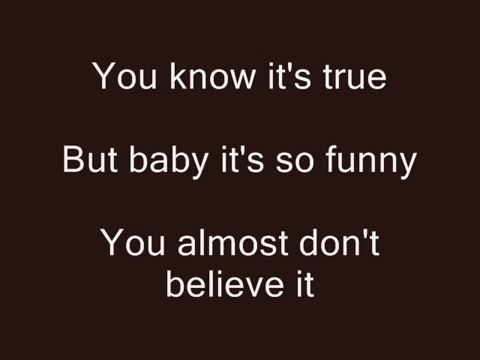 You know it's true
But baby it's so funny
You almost don't
believe it